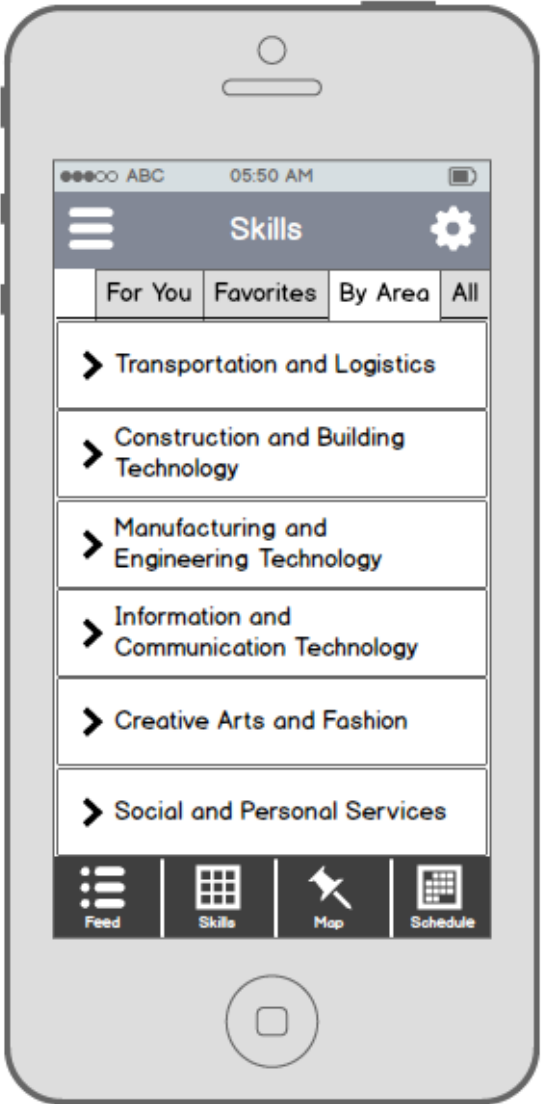 ABC 05:50 AM
Skills
For You Favorites By Area All
Transportation and Logistics
Construction and Building
Technology
Manufacturing and
Engineering Technology
Information and
Communication Technology
Creative Arts and Fashion
Social and Personal Services
Feed Skills Map Schedule